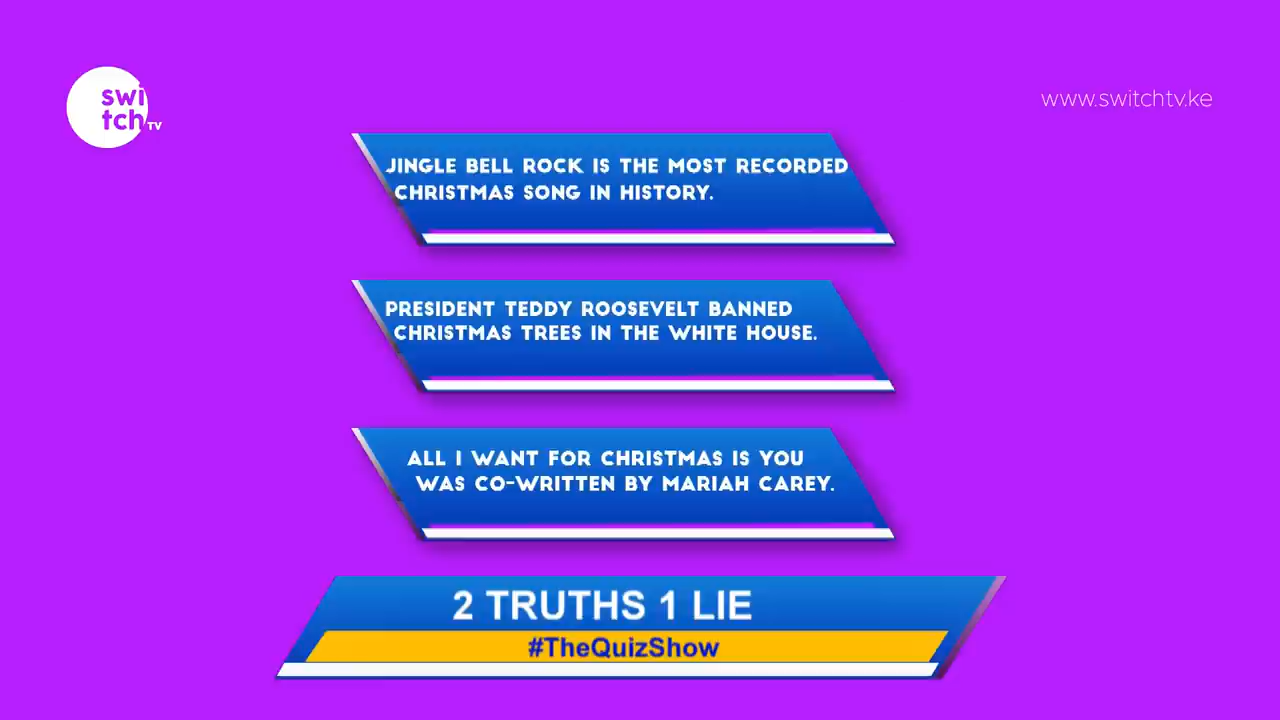 swi
tch TV
www.switchtv.ke
JINGLE BELL ROCK IS THE MOST RECORDED
CHRISTMAS SONG IN HISTORY.
PRESIDENT TEDDY ROOSEVELT BANNED
CHRISTMAS TREES IN THE WHITE HOUSE.
ALL I WANT FOR CHRISTMAS IS YOU
WAS CO-WRITTEN BY MARIAH CAREY.
2 TRUTHS 1 LIE
#TheQuizShow